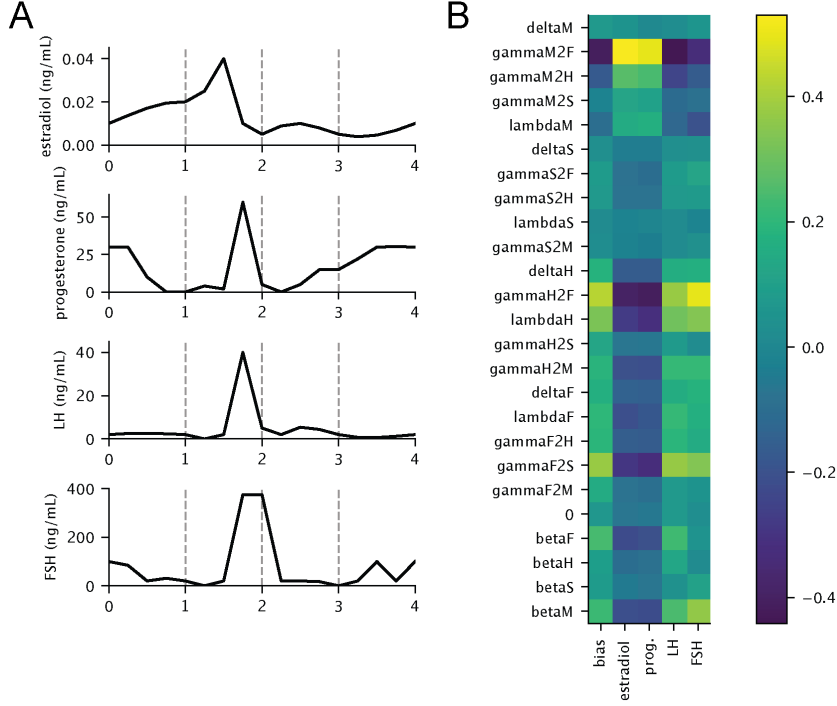 A
estradiol (ng/mL)
0.04
0.02
0.00
0 1 2 3 4
progesterone (ng/mL)
50
25
0
0 1 2 3 4
LH (ng/mL)
40
20
0
0 1 2 3 4
FSH (ng/mL)
400
200
0
0 1 2 3 4
B
deltaM
gammaM2F
gammaM2H
gammaM2S
lambdaM
deltaS
gammaS2F
gammaS2H
lambdaS
gammaS2M
deltaH
gammaH2F
lambdaH
gammaH2S
gammaH2M
deltaF
lambdaF
gammaF2H
gammaF2S
gammaF2M
0
betaF
betaH
betaS
betaM
bias estradiol prog. LH FSH
0.4
0.2
0.0
−0.2
−0.4